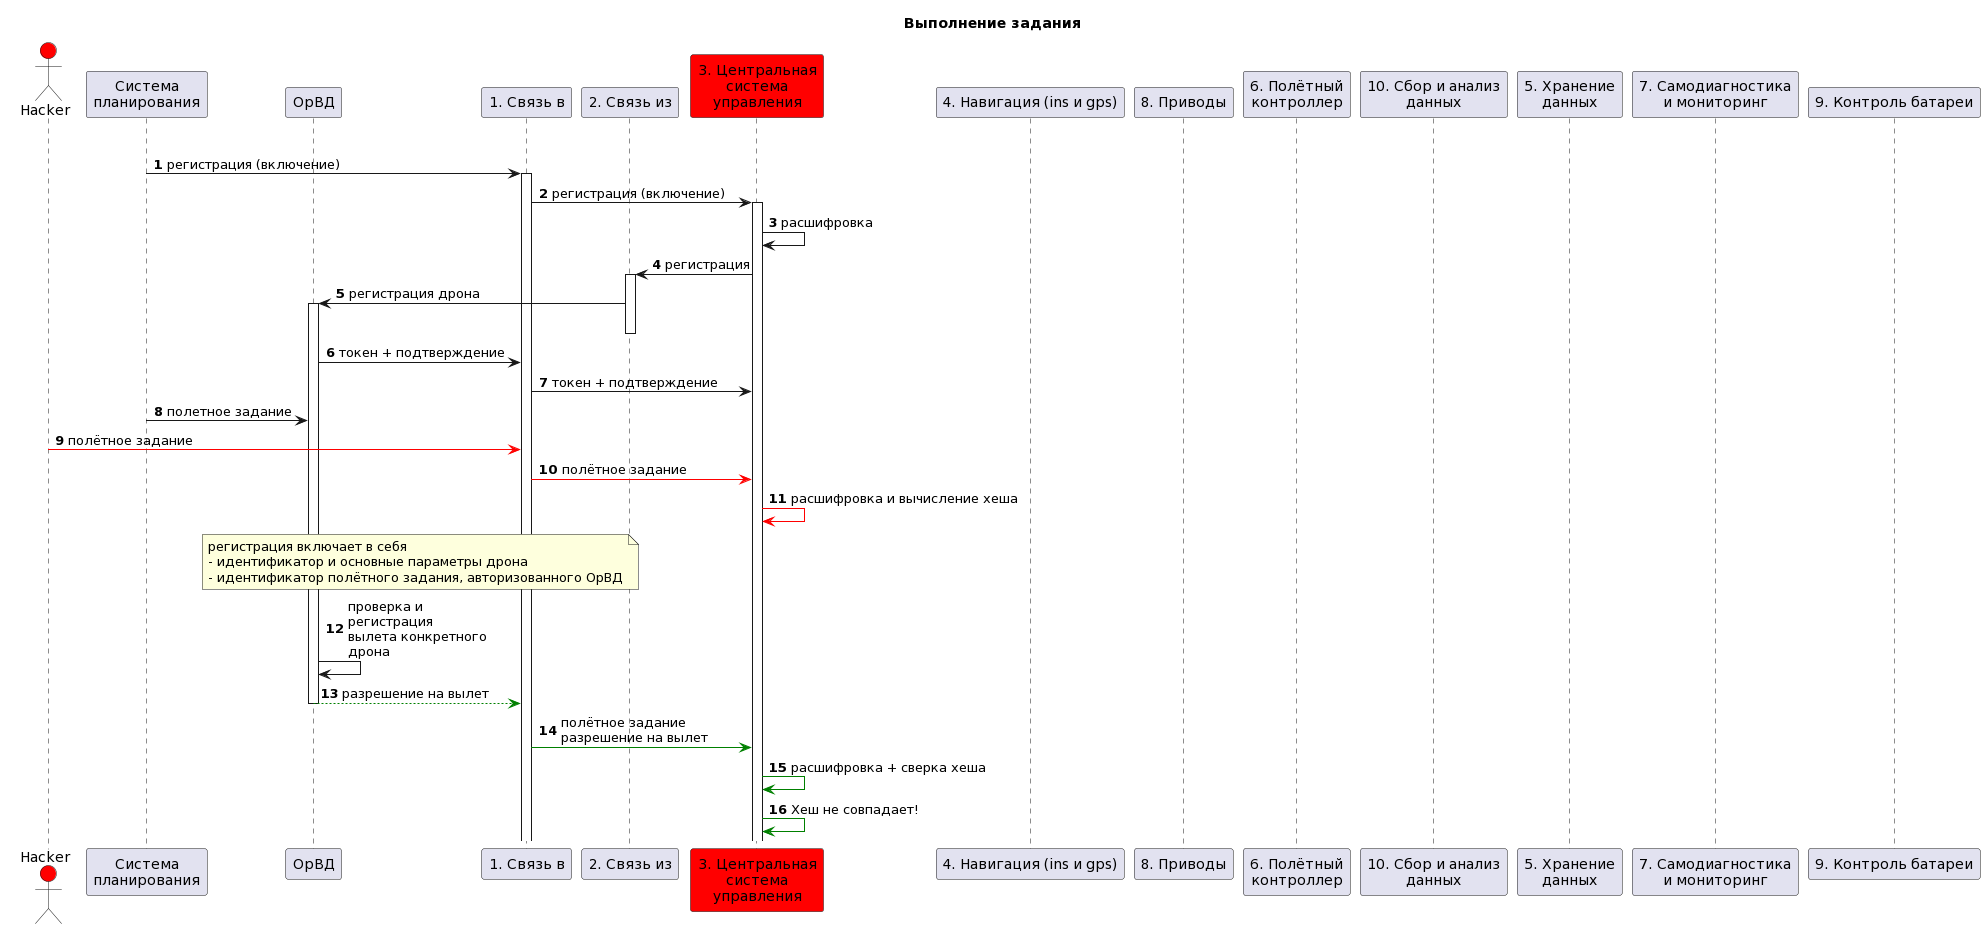 Выполнение задания
Hacker
Система
планирования
ОрВД
1. Связь в
2. Связь из
3. Центральная
система
управления
4. Навигация (ins и gps)
8. Приводы
6. Полётный
контроллер
10. Сбор и анализ
данных
5. Хранение
данных
7. Самодиагностика
и мониторинг
9. Контроль батареи
1 регистрация (включение)
2 регистрация (включение)
3 расшифровка
4 регистрация
5 регистрация дрона
6 токен + подтверждение
7 токен + подтверждение
8 полетное задание
9 полётное задание
10 полётное задание
11 расшифровка и вычисление хеша
регистрация включает в себя
- идентификатор и основные параметры дрона
- идентификатор полётного задания, авторизованного ОрВД
12 проверка и
регистрация
вылета конкретного
дрона
13 разрешение на вылет
14 полётное задание
разрешение на вылет
15 расшифровка + сверка хеша
16 Хеш не совпадает!
Hacker
Система
планирования
ОрВД
1. Связь в
2. Связь из
3. Центральная
система
управления
4. Навигация (ins и gps)
8. Приводы
6. Полётный
контроллер
10. Сбор и анализ
данных
5. Хранение
данных
7. Самодиагностика
и мониторинг
9. Контроль батареи